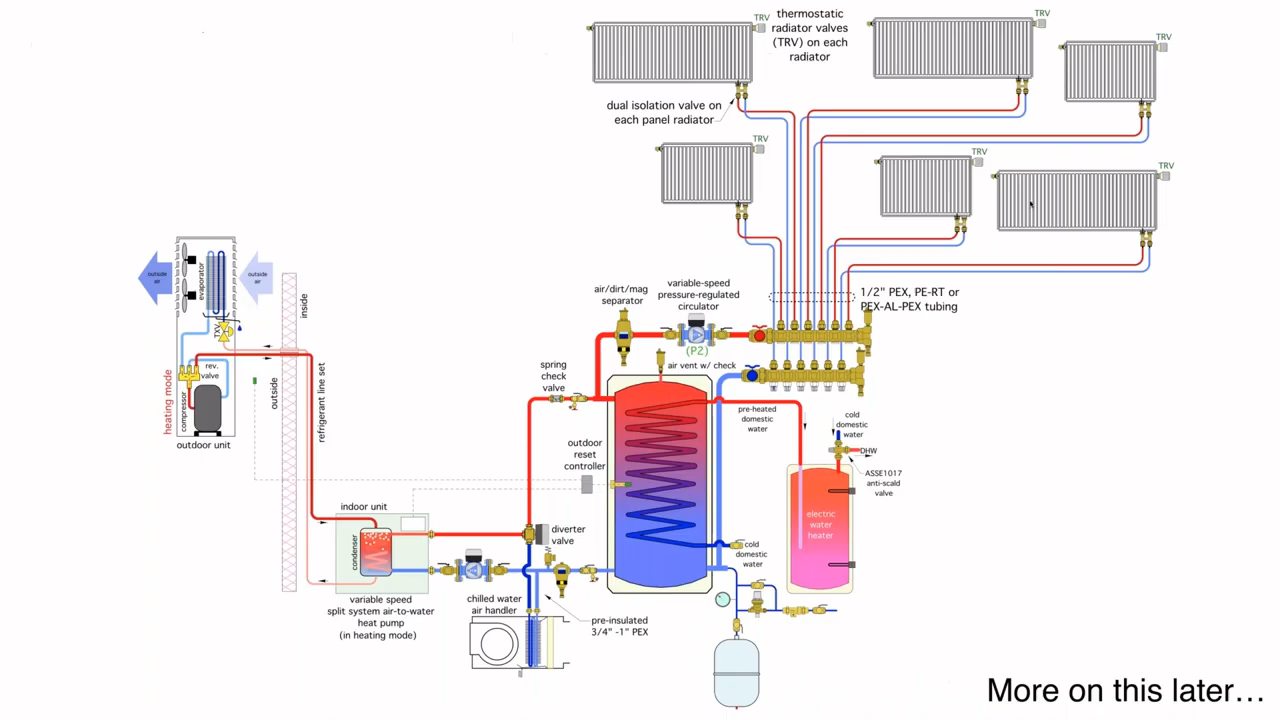 TRV
thermostatic
radiator valves
(TRV) on each
radiator
TRV
TRV
dual isolation valve on
each panel radiator
TRV
TRV
TRV
outside
air
evaporator
outside
air
TXV
rev.
valve
compressor
heating mode
outdoor unit
inside
outside
refrigerant line set
air/dirt/mag
separator
variable-speed
pressure-regulated
circulator
(P2)
1/2" PEX, PE-RT or
PEX-AL-PEX tubing
spring
check
valve
air vent w/ check
pre-heated
domestic
water
cold
domestic
water
DHW
ASSE1017
anti-scald
valve
outdoor
reset
controller
electric
water
heater
indoor unit
condenser
diverter
valve
cold
domestic
water
variable speed
split system air-to-water
heat pump
(in heating mode)
chilled water
air handler
pre-insulated
3/4" -1" PEX
More on this later…